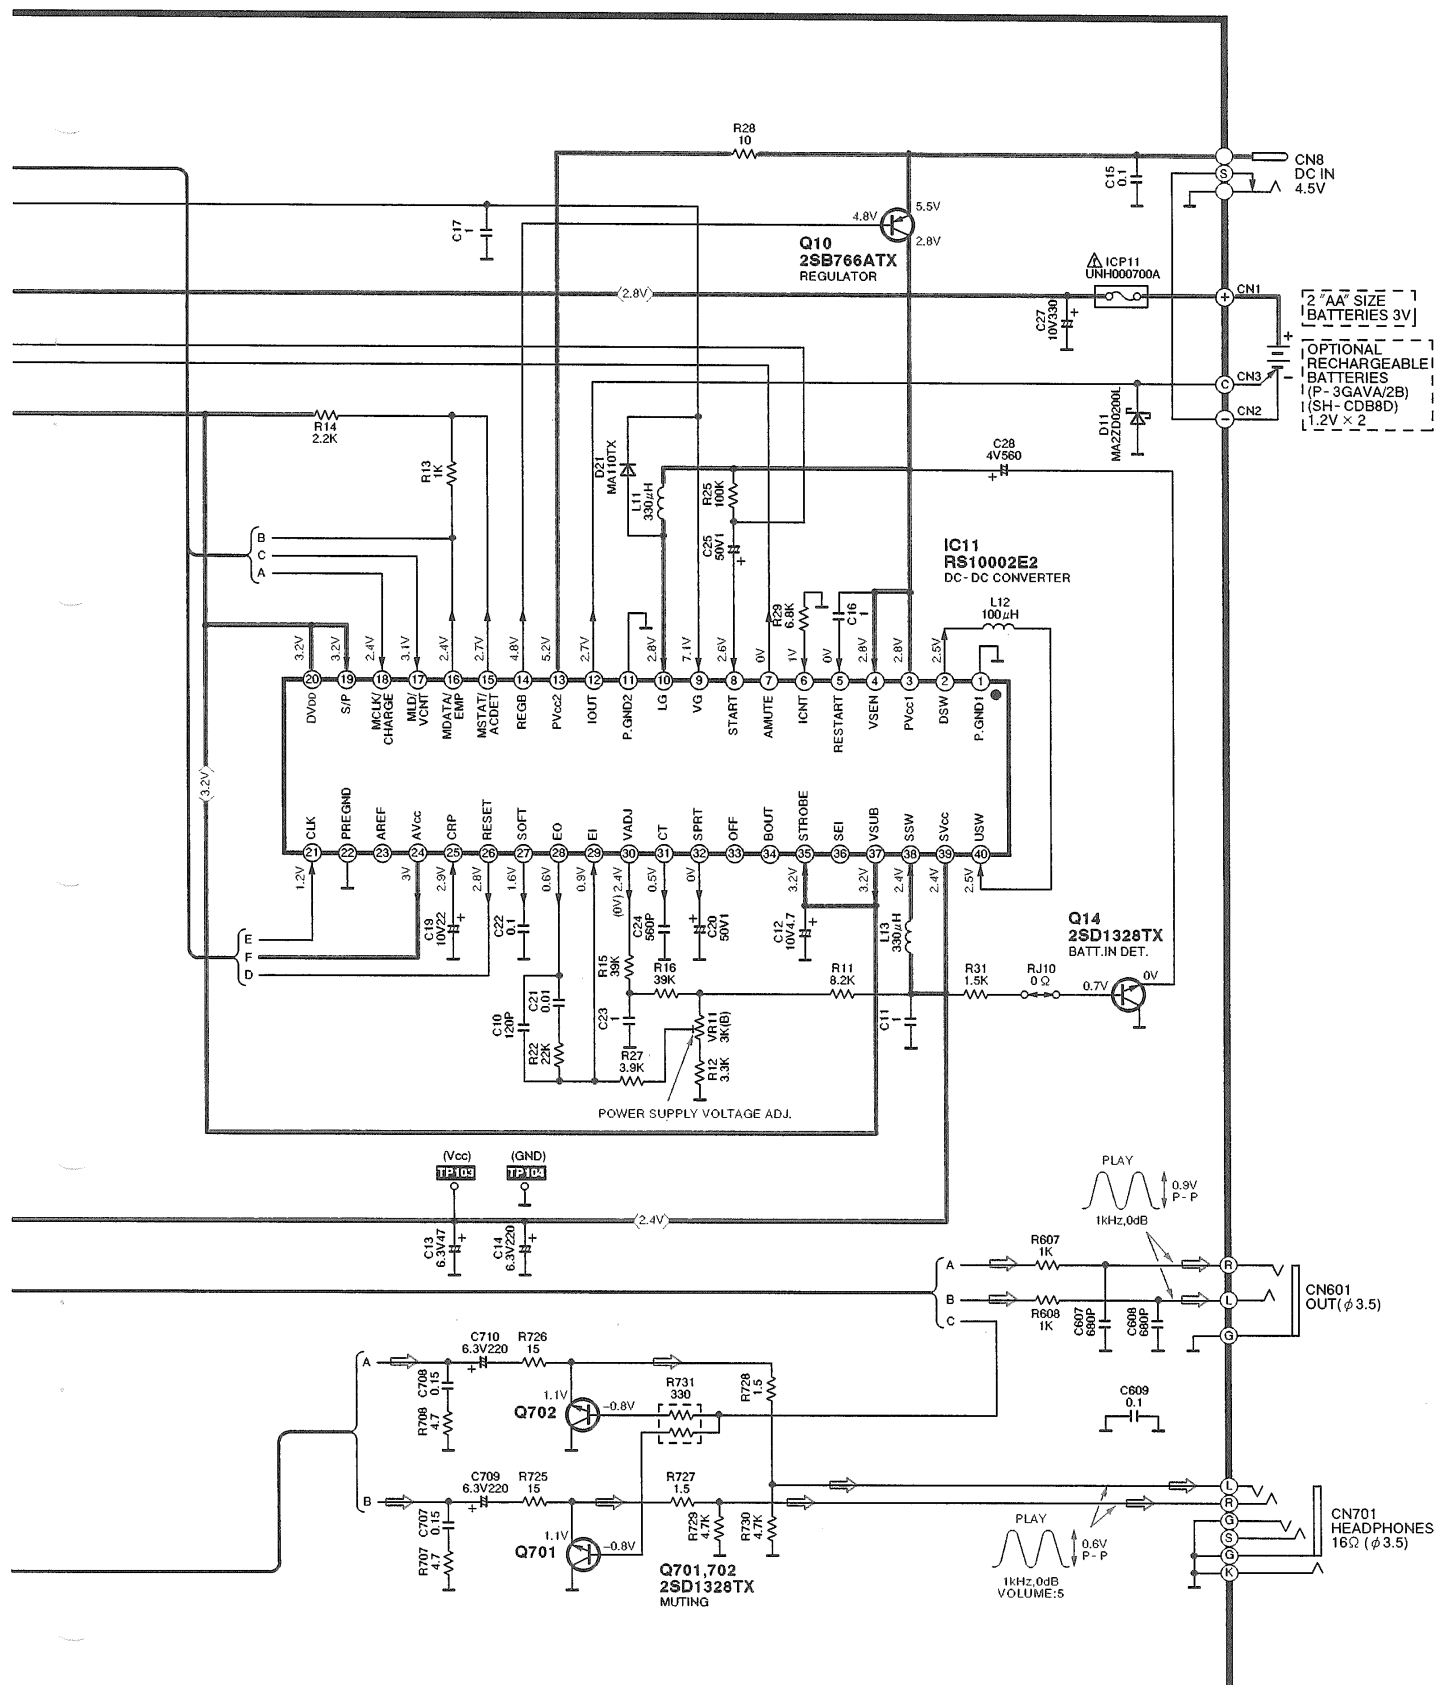 R28
10
C15
0.1
S
CN8
DC IN
4.5V
C17
1
4.8V
5.5V
2.8V
Q10
2SB766ATX
REGULATOR
ICP11
UNH000700A
(2.8V)
C27
10V330
+
+
CN1
2 "AA" SIZE
BATTERIES 3V
+
-
OPTIONAL
RECHARGEABLE
BATTERIES
(P-3GAVA/2B)
(SH-CDB8D)
1.2V × 2
C
CN3
-
CN2
D11
MA2ZD0200L
R14
2.2K
R13
1K
D21
MA110TX
L11
330μH
R25
100K
C25
50V1
+
C28
4V560
+
B
C
A
IC11
RS10002E2
DC-DC CONVERTER
L12
100μH
R29
6.8K
C16
1
3.2V
3.2V
2.4V
3.1V
2.4V
2.7V
4.8V
5.2V
2.7V
2.8V
7.1V
2.6V
0V
1V
0V
2.8V
2.8V
2.5V
20
19
18
17
16
15
14
13
12
11
10
9
8
7
6
5
4
3
2
1
DVDD
S/P
MCLK/
CHARGE
MLD/
VCNT
MDATA/
EMP
MSTAT/
ACDET
REGB
PVcc2
IOUT
P.GND2
LG
VG
START
AMUTE
ICNT
RESTART
VSEN
PVcc1
DSW
P.GND1
(3.2V)
CLK
PREGND
AREF
AVcc
CRP
RESET
SOFT
EO
EI
VADJ
CT
SPRT
OFF
BOUT
STROBE
SEI
VSUB
SSW
SVcc
USW
21
22
23
24
25
26
27
28
29
30
31
32
33
34
35
36
37
38
39
40
1.2V
3V
2.9V
2.8V
1.6V
0.6V
0.9V
(0V) 2.4V
0.5V
0V
3.2V
3.2V
2.4V
2.4V
2.5V
E
F
D
C19
10V22
+
C22
0.1
C24
560P
C20
50V1
+
C12
10V4.7
+
L13
330μH
Q14
2SD1328TX
BATT.IN DET.
R15
39K
R16
39K
R11
8.2K
R31
1.5K
RJ10
0 Ω
0.7V
0V
C10
120P
C21
0.01
R22
22K
C23
1
VR11
3K(B)
C11
1
R27
3.9K
R12
3.3K
POWER SUPPLY VOLTAGE ADJ.
(Vcc)
TP103
(GND)
TP104
(2.4V)
C13
6.3V47
+
C14
6.3V220
+
PLAY
0.9V
P-P
1kHz,0dB
A
R607
1K
R
B
R608
1K
C607
680P
C608
680P
L
CN601
OUT(φ3.5)
C
G
A
C710
6.3V220
+
R726
15
C708
0.15
R708
4.7
1.1V
Q702
-0.8V
R731
330
R728
1.5
C609
0.1
B
C709
6.3V220
+
R725
15
R727
1.5
C707
0.15
R707
4.7
1.1V
Q701
-0.8V
R729
4.7K
R730
4.7K
Q701,702
2SD1328TX
MUTING
PLAY
0.6V
P-P
1kHz,0dB
VOLUME:5
L
R
G
S
G
K
CN701
HEADPHONES
16Ω (φ3.5)